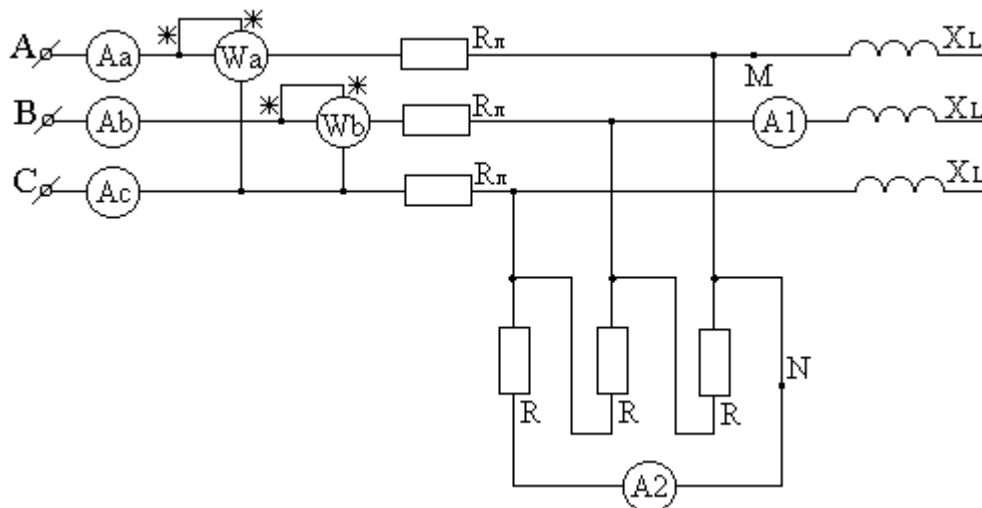 A Aa * * Wa Rл M XL
B Ab * * Wb Rл A1 XL
C Ac Rл XL
R R R N
A2